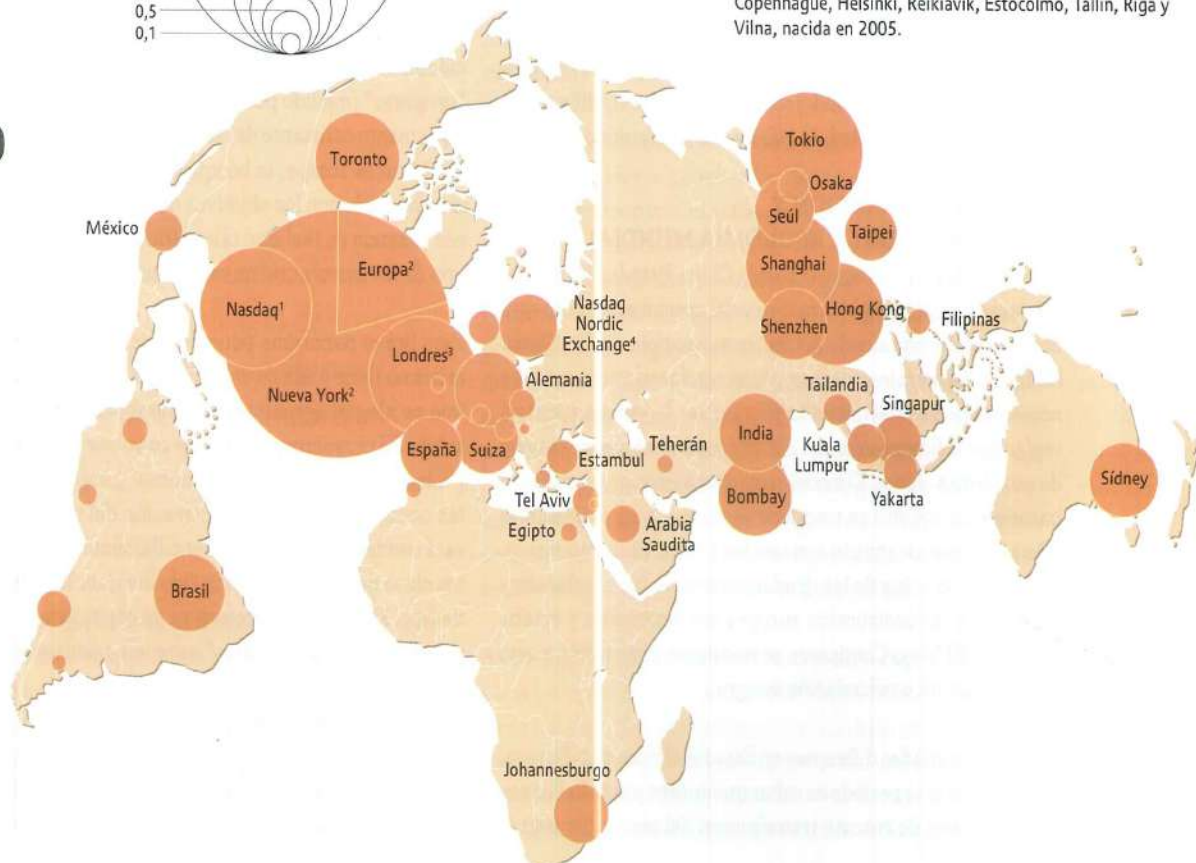 0,5
0,1
Copenhague, Helsinki, Reikiavik, Estocolmo, Tallin, Riga y
Vilna, nacida en 2005.
Toronto
Tokio
Osaka
Seúl
México
Taipei
Europa²
Shanghai
Nasdaq¹
Nasdaq
Nordic
Exchange⁴
Hong Kong
Filipinas
Shenzhen
Londres³
Alemania
Nueva York²
Tailandia
Singapur
España
Suiza
Estambul
Teherán
India
Kuala
Lumpur
Yakarta
Sídney
Tel Aviv
Bombay
Egipto
Arabia
Saudita
Brasil
Johannesburgo